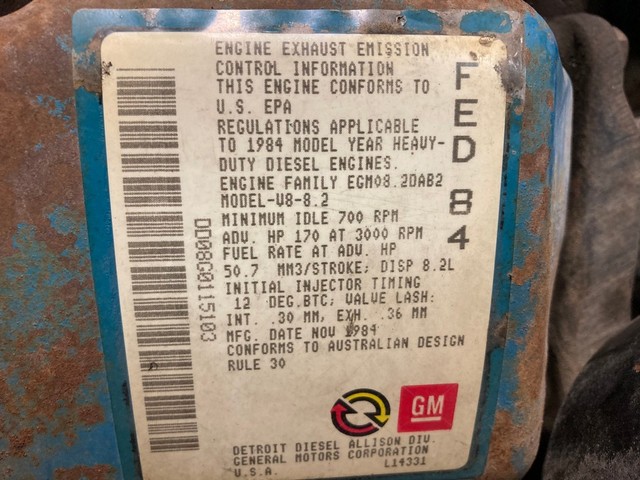 ENGINE EXHAUST EMISSION
CONTROL INFORMATION
THIS ENGINE CONFORMS TO
U.S. EPA
REGULATIONS APPLICABLE
TO 1984 MODEL YEAR HEAVY-
DUTY DIESEL ENGINES.
ENGINE FAMILY EGM08.2DAB2
MODEL-V8-8.2
MINIMUM IDLE 700 RPM
ADV. HP 170 AT 3000 RPM
FUEL RATE AT ADV. HP
50.7 MM3/STROKE; DISP 8.2L
INITIAL INJECTOR TIMING
12 DEG.BTC; VALVE LASH:
INT. .30 MM, EXH. .36 MM
MFG. DATE NOV 1984
CONFORMS TO AUSTRALIAN DESIGN
RULE 30
FED 84
DD08G0115103
GM
DETROIT DIESEL ALLISON DIV.
GENERAL MOTORS CORPORATION
U.S.A. L14331